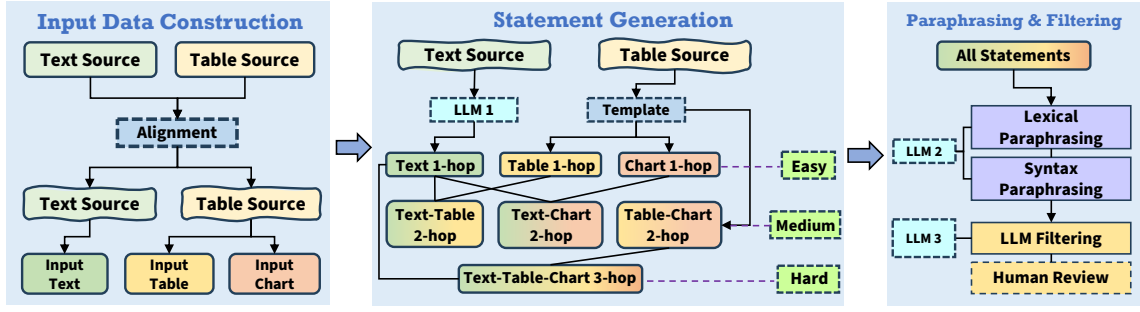 Input Data Construction
Text Source
Table Source
Alignment
Text Source
Table Source
Input
Text
Input
Table
Input
Chart
Statement Generation
Text Source
Table Source
LLM 1
Template
Text 1-hop
Table 1-hop
Chart 1-hop
Easy
Text-Table
2-hop
Text-Chart
2-hop
Table-Chart
2-hop
Medium
Text-Table-Chart 3-hop
Hard
Paraphrasing & Filtering
All Statements
LLM 2
Lexical
Paraphrasing
Syntax
Paraphrasing
LLM 3
LLM Filtering
Human Review